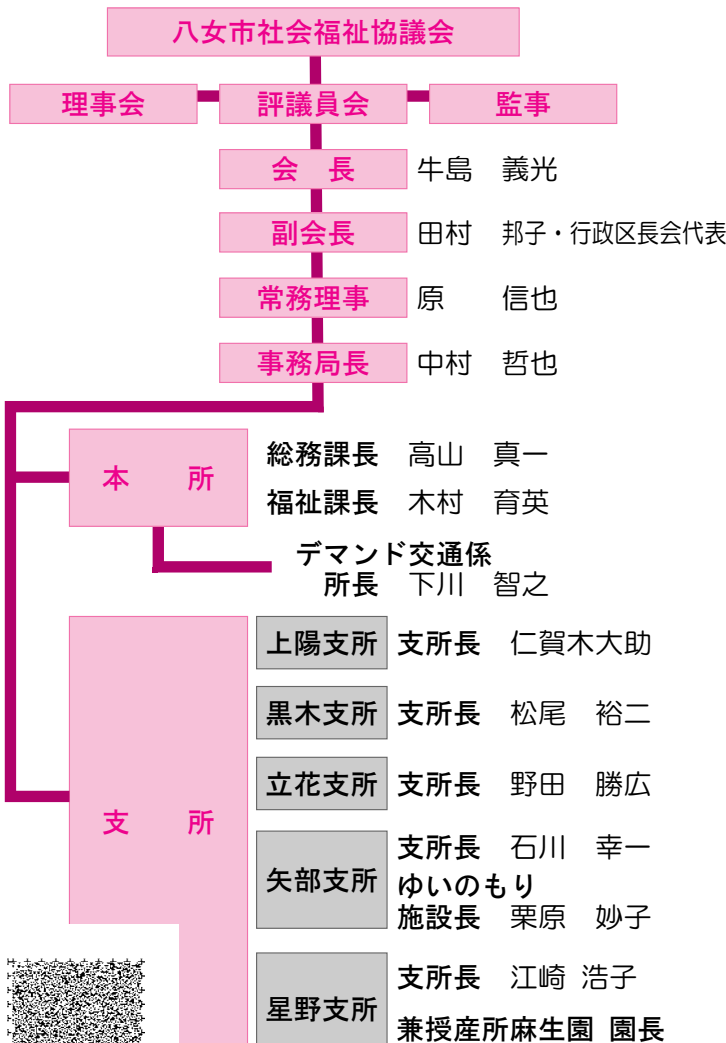 八女市社会福祉協議会
理事会 評議員会 監事
会　長 牛島　義光
副会長 田村　邦子・行政区長会代表
常務理事 原　　信也
事務局長 中村　哲也
本　所
総務課長 高山　真一
福祉課長 木村　育英
デマンド交通係
所長 下川　智之
支　所
上陽支所 支所長 仁賀木大助
黒木支所 支所長 松尾　裕二
立花支所 支所長 野田　勝広
矢部支所 支所長 石川　幸一
ゆいのもり
施設長 栗原　妙子
星野支所 支所長 江崎 浩子
兼授産所麻生園 園長